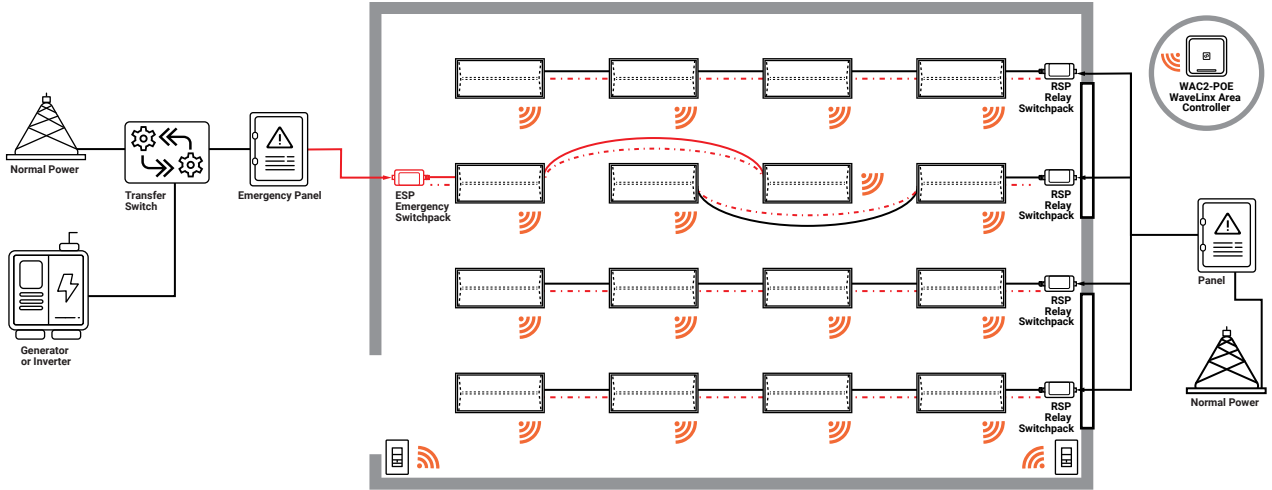 Normal Power
Transfer
Switch
Emergency Panel
Generator
or Inverter
ESP
Emergency
Switchpack
RSP
Relay
Switchpack
RSP
Relay
Switchpack
RSP
Relay
Switchpack
RSP
Relay
Switchpack
WAC2-POE
WaveLinx Area
Controller
Panel
Normal Power